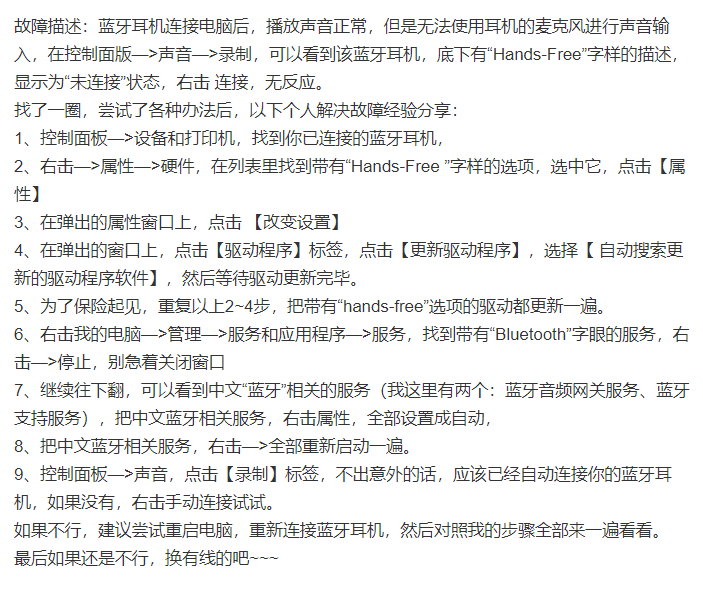 故障描述：蓝牙耳机连接电脑后，播放声音正常，但是无法使用耳机的麦克风进行声音输
入，在控制面版—>声音—>录制，可以看到该蓝牙耳机，底下有“Hands-Free”字样的描述，
显示为“未连接”状态，右击 连接，无反应。
找了一圈，尝试了各种办法后，以下个人解决故障经验分享：
1、控制面板—>设备和打印机，找到你已连接的蓝牙耳机，
2、右击—>属性—>硬件，在列表里找到带有“Hands-Free ”字样的选项，选中它，点击【属
性】
3、在弹出的属性窗口上，点击 【改变设置】
4、在弹出的窗口上，点击【驱动程序】标签，点击【更新驱动程序】，选择【 自动搜索更
新的驱动程序软件】，然后等待驱动更新完毕。
5、为了保险起见，重复以上2~4步，把带有“hands-free”选项的驱动都更新一遍。
6、右击我的电脑—>管理—>服务和应用程序—>服务，找到带有“Bluetooth”字眼的服务，右
击—>停止，别急着关闭窗口
7、继续往下翻，可以看到中文“蓝牙”相关的服务（我这里有两个：蓝牙音频网关服务、蓝牙
支持服务），把中文蓝牙相关服务，右击属性，全部设置成自动，
8、把中文蓝牙相关服务，右击—>全部重新启动一遍。
9、控制面板—>声音，点击【录制】标签，不出意外的话，应该已经自动连接你的蓝牙耳
机，如果没有，右击手动连接试试。
如果不行，建议尝试重启电脑，重新连接蓝牙耳机，然后对照我的步骤全部来一遍看看。
最后如果还是不行，换有线的吧~~~